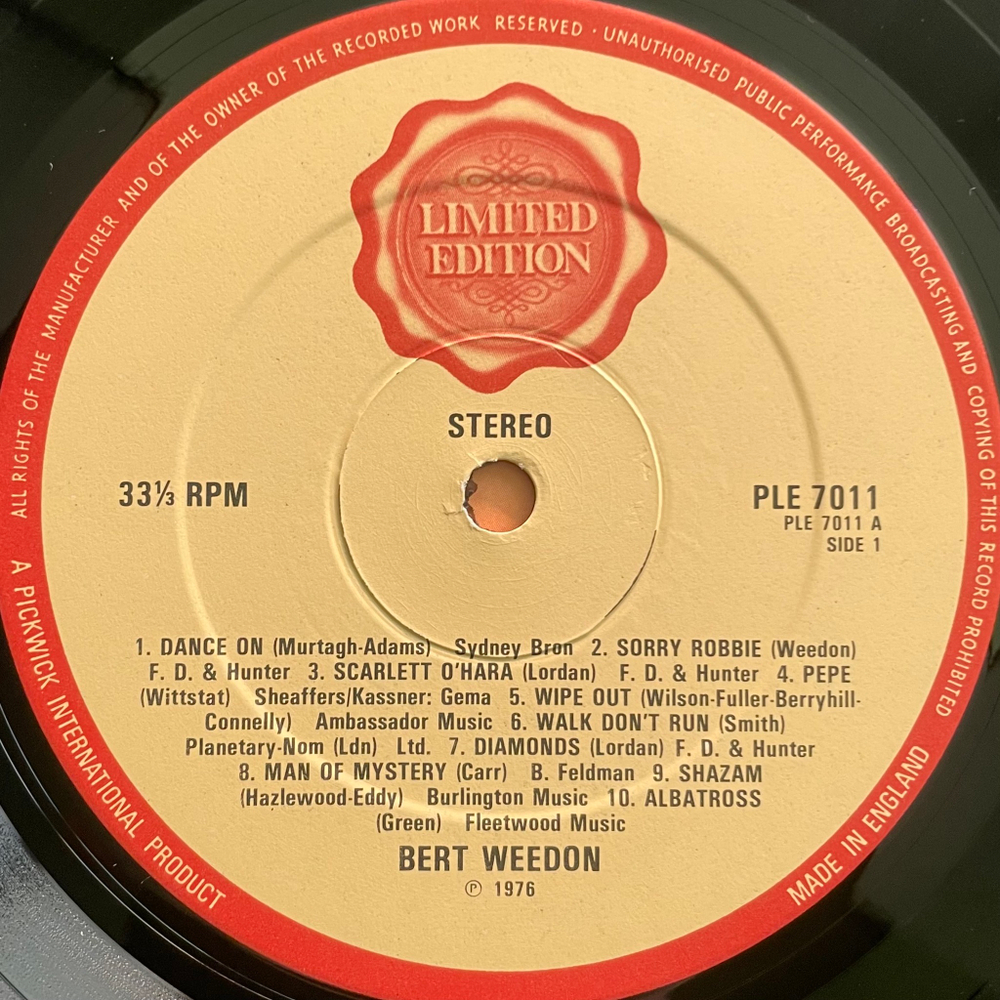 ALL RIGHTS OF THE MANUFACTURER AND OF THE OWNER OF THE RECORDED WORK RESERVED · UNAUTHORISED PUBLIC PERFORMANCE BROADCASTING AND COPYING OF THIS RECORD PROHIBITED
LIMITED
EDITION
STEREO
33⅓ RPM
PLE 7011
PLE 7011 A
SIDE 1
1. DANCE ON (Murtagh-Adams) Sydney Bron 2. SORRY ROBBIE (Weedon)
F. D. & Hunter 3. SCARLETT O'HARA (Lordan) F. D. & Hunter 4. PEPE
(Wittstat) Sheaffers/Kassner: Gema 5. WIPE OUT (Wilson-Fuller-Berryhill-
Connelly) Ambassador Music 6. WALK DON'T RUN (Smith)
Planetary-Nom (Ldn) Ltd. 7. DIAMONDS (Lordan) F. D. & Hunter
8. MAN OF MYSTERY (Carr) B. Feldman 9. SHAZAM
(Hazlewood-Eddy) Burlington Music 10. ALBATROSS
(Green) Fleetwood Music
BERT WEEDON
℗ 1976
A PICKWICK INTERNATIONAL PRODUCT
MADE IN ENGLAND